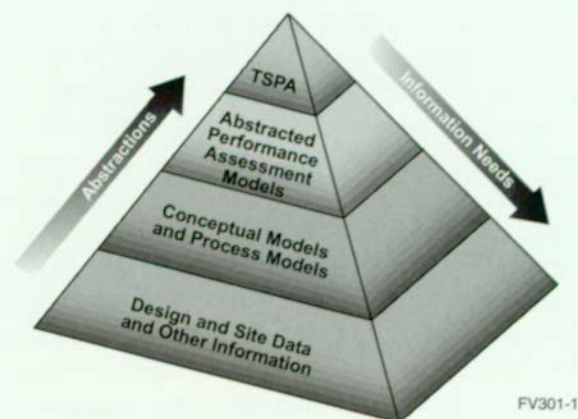 TSPA
Abstracted
Performance
Assessment
Models
Conceptual Models
and Process Models
Design and Site Data
and Other Information
Abstractions
Information Needs
FV301-1